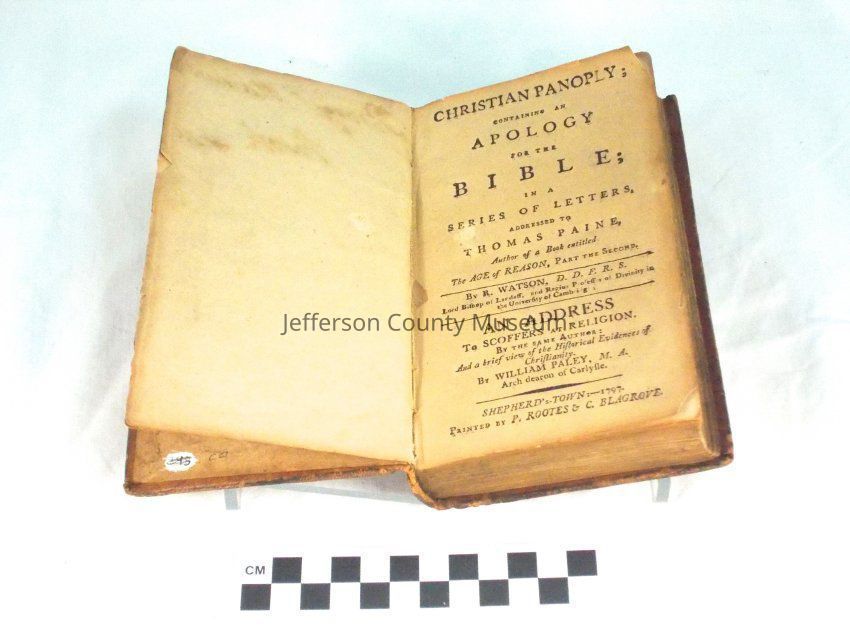 CHRISTIAN PANOPLY;
CONTAINING AN
APOLOGY
FOR THE
BIBLE;
IN A
SERIES OF LETTERS,
ADDRESSED TO
THOMAS PAINE,
Author of a Book entitled.
The AGE of REASON, PART THE SECOND.
By R. WATSON, D. D. F. R. S.
Lord Bishop of Landaff, and Regius Professor of Divinity in
the University of Cambridge;
AN ADDRESS
To SCOFFERS AT RELIGION.
BY THE SAME AUTHOR:
And a brief view of the Historical Evidences of
Christianity.
By WILLIAM PALEY, M. A.
Arch deacon of Carlysle.
SHEPHERD's-TOWN:—1797.
PRINTED BY P. ROOTES & C. BLAGROVE.
Jefferson County Museum
CM